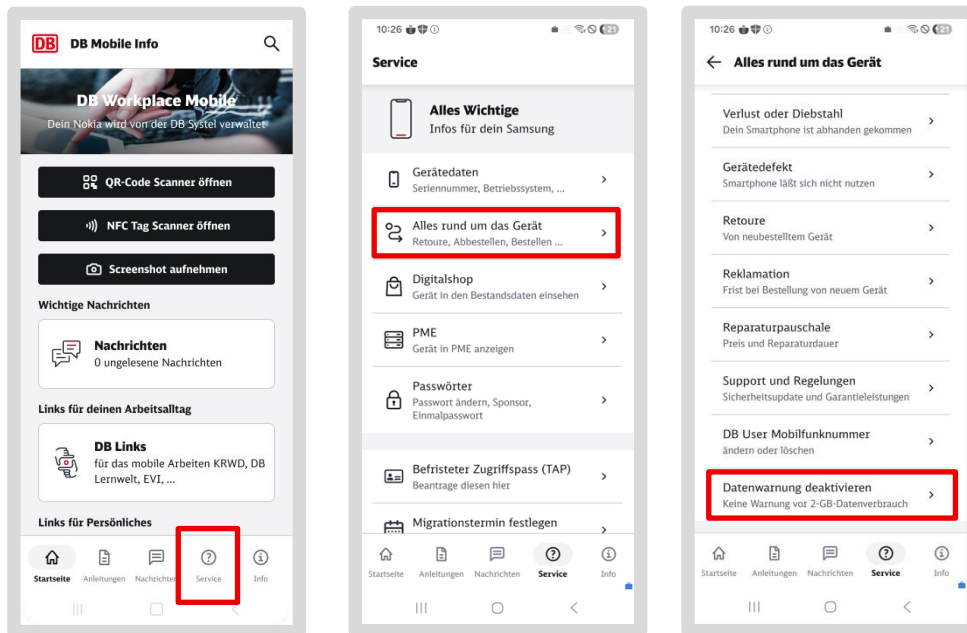 DB DB Mobile Info
DB Workplace Mobile
Dein Nokia wird von der DB Systel verwaltet
QR-Code Scanner öffnen
NFC Tag Scanner öffnen
Screenshot aufnehmen
Wichtige Nachrichten
Nachrichten
0 ungelesene Nachrichten
Links für deinen Arbeitsalltag
DB Links
für das mobile Arbeiten KRWD, DB
Lernwelt, EVI, ...
Links für Persönliches
Startseite Anleitungen Nachrichten Service Info
10:26 21
Service
Alles Wichtige
Infos für dein Samsung
Gerätedaten
Seriennummer, Betriebssystem, ...
Alles rund um das Gerät
Retoure, Abbestellen, Bestellen ...
Digitalshop
Gerät in den Bestandsdaten einsehen
PME
Gerät in PME anzeigen
Passwörter
Passwort ändern, Sponsor,
Einmalpasswort
Befristeter Zugriffspass (TAP)
Beantrage diesen hier
Migrationstermin festlegen
Startseite Anleitungen Nachrichten Service Info
10:26 21
Alles rund um das Gerät
Verlust oder Diebstahl
Dein Smartphone ist abhanden gekommen
Gerätedefekt
Smartphone läßt sich nicht nutzen
Retoure
Von neubestelltem Gerät
Reklamation
Frist bei Bestellung von neuem Gerät
Reparaturpauschale
Preis und Reparaturdauer
Support und Regelungen
Sicherheitsupdate und Garantieleistungen
DB User Mobilfunknummer
ändern oder löschen
Datenwarnung deaktivieren
Keine Warnung vor 2-GB-Datenverbrauch
Startseite Anleitungen Nachrichten Service Info